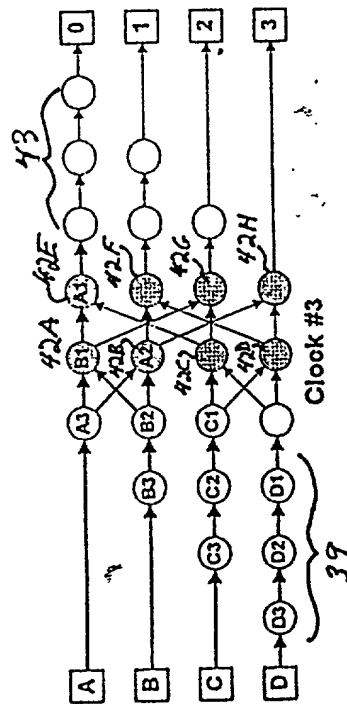 43
42A 42E
A A3 B1 A1 0
42B 42F
B B3 B2 A2 1
42C 42G
C C3 C2 C1 2
42D 42H
D D3 D2 D1 3
Clock #3
39